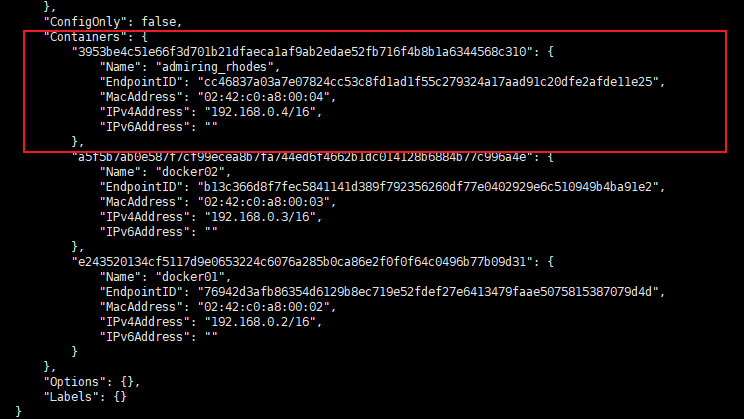 },
"ConfigOnly": false,
"Containers": {
"3953be4c51e66f3d701b21dfaeca1af9ab2edae52fb716f4b8b1a6344568c310": {
"Name": "admiring_rhodes",
"EndpointID": "cc46837a03a7e07824cc53c8fd1ad1f55c279324a17aad91c20dfe2afde11e25",
"MacAddress": "02:42:c0:a8:00:04",
"IPv4Address": "192.168.0.4/16",
"IPv6Address": ""
},
"a5f5b7ab0e587f7cf99ecea8b7fa744ed6f4662b1dc014128b6884b77c996a4e": {
"Name": "docker02",
"EndpointID": "b13c366d8f7fec5841141d389f792356260df77e0402929e6c510949b4ba91e2",
"MacAddress": "02:42:c0:a8:00:03",
"IPv4Address": "192.168.0.3/16",
"IPv6Address": ""
},
"e243520134cf5117d9e0653224c6076a285b0ca86e2f0f0f64c0496b77b09d31": {
"Name": "docker01",
"EndpointID": "76942d3afb86354d6129b8ec719e52fdef27e6413479faae5075815387079d4d",
"MacAddress": "02:42:c0:a8:00:02",
"IPv4Address": "192.168.0.2/16",
"IPv6Address": ""
}
},
"Options": {},
"Labels": {}
}